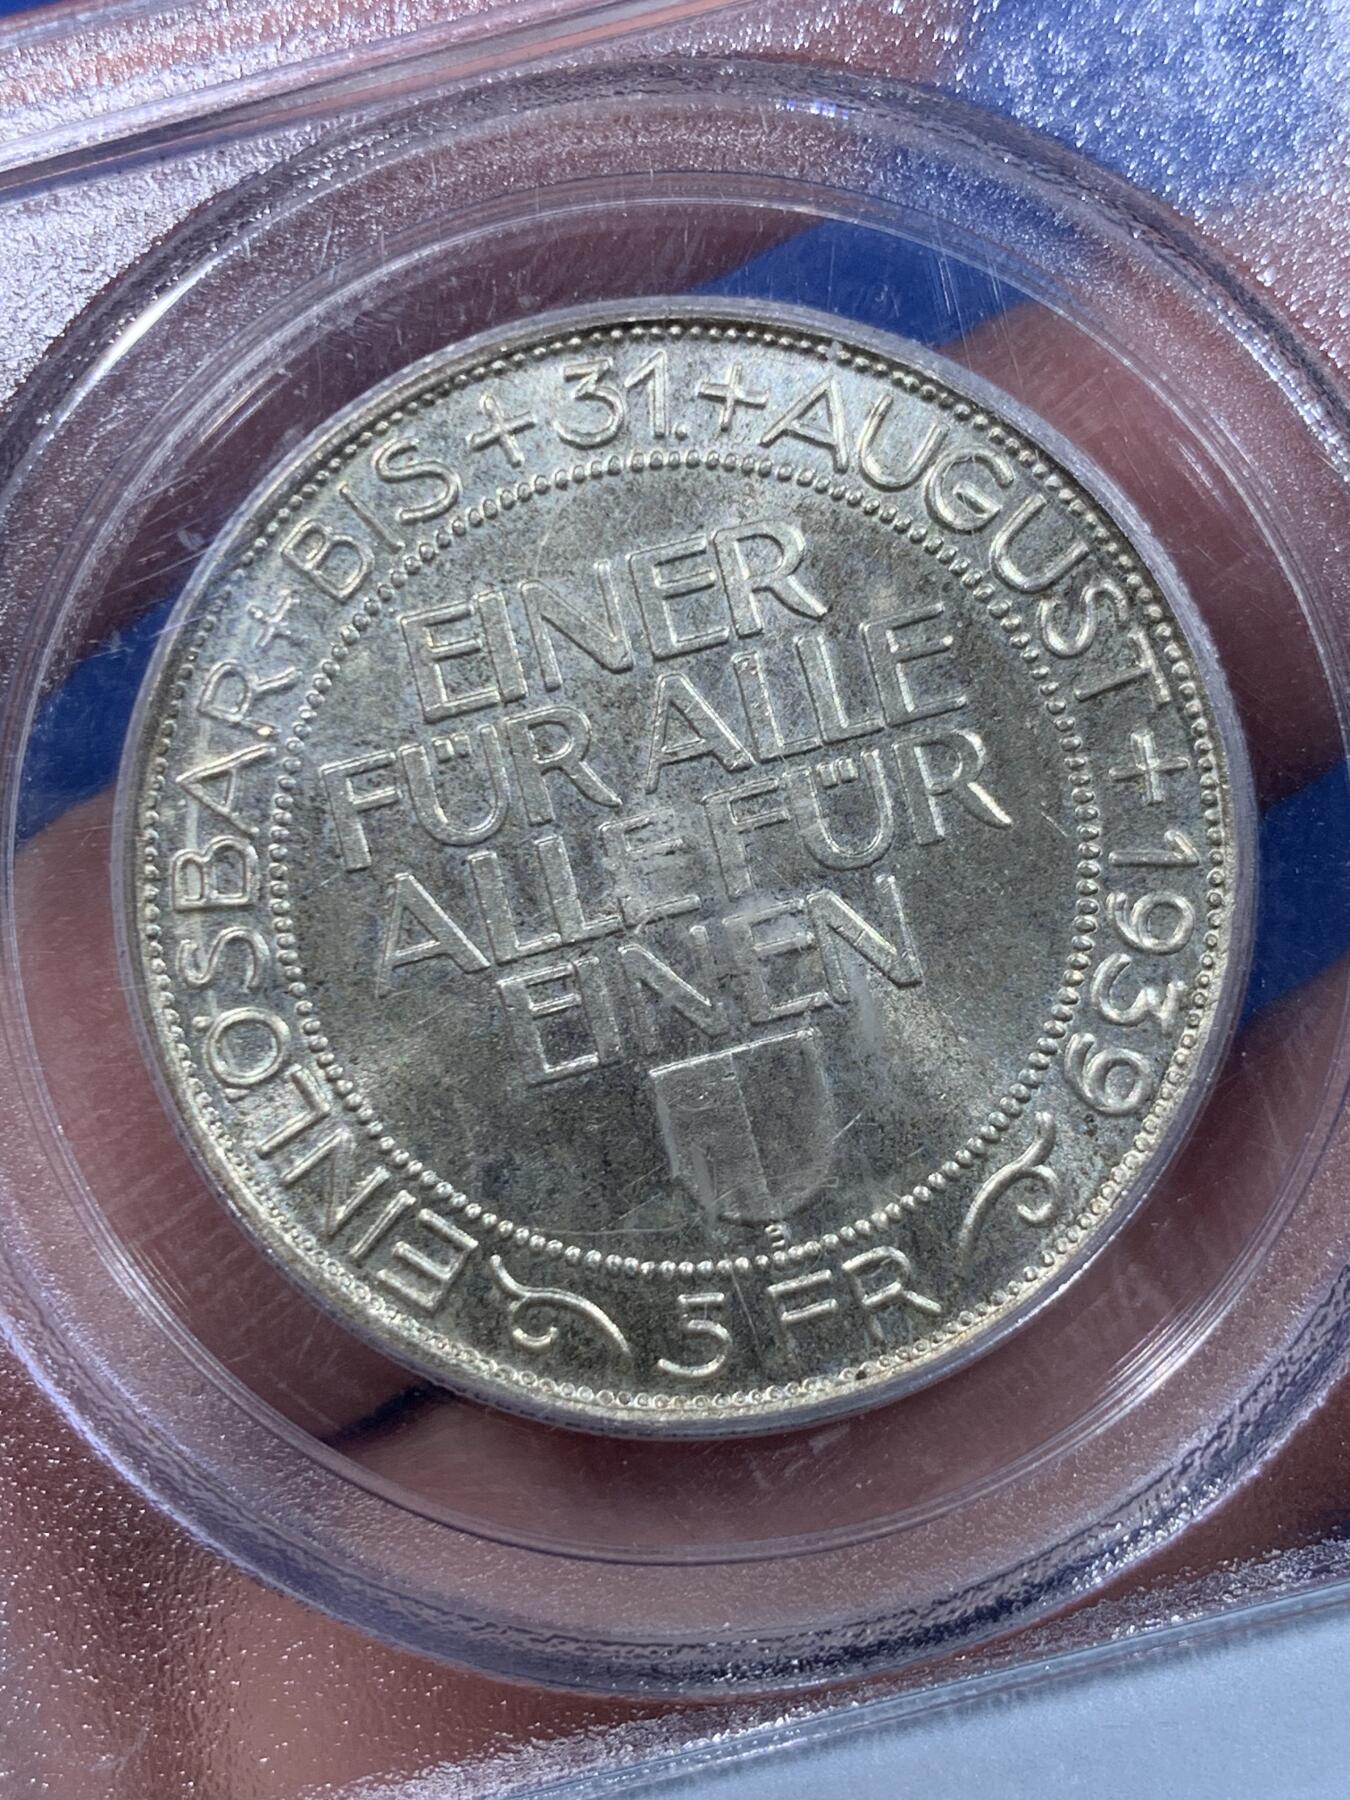 EINLÖSBAR + BIS + 31. + AUGUST + 1939
EINER
FÜR ALLE
ALLE FÜR
EINEN
B
5 FR